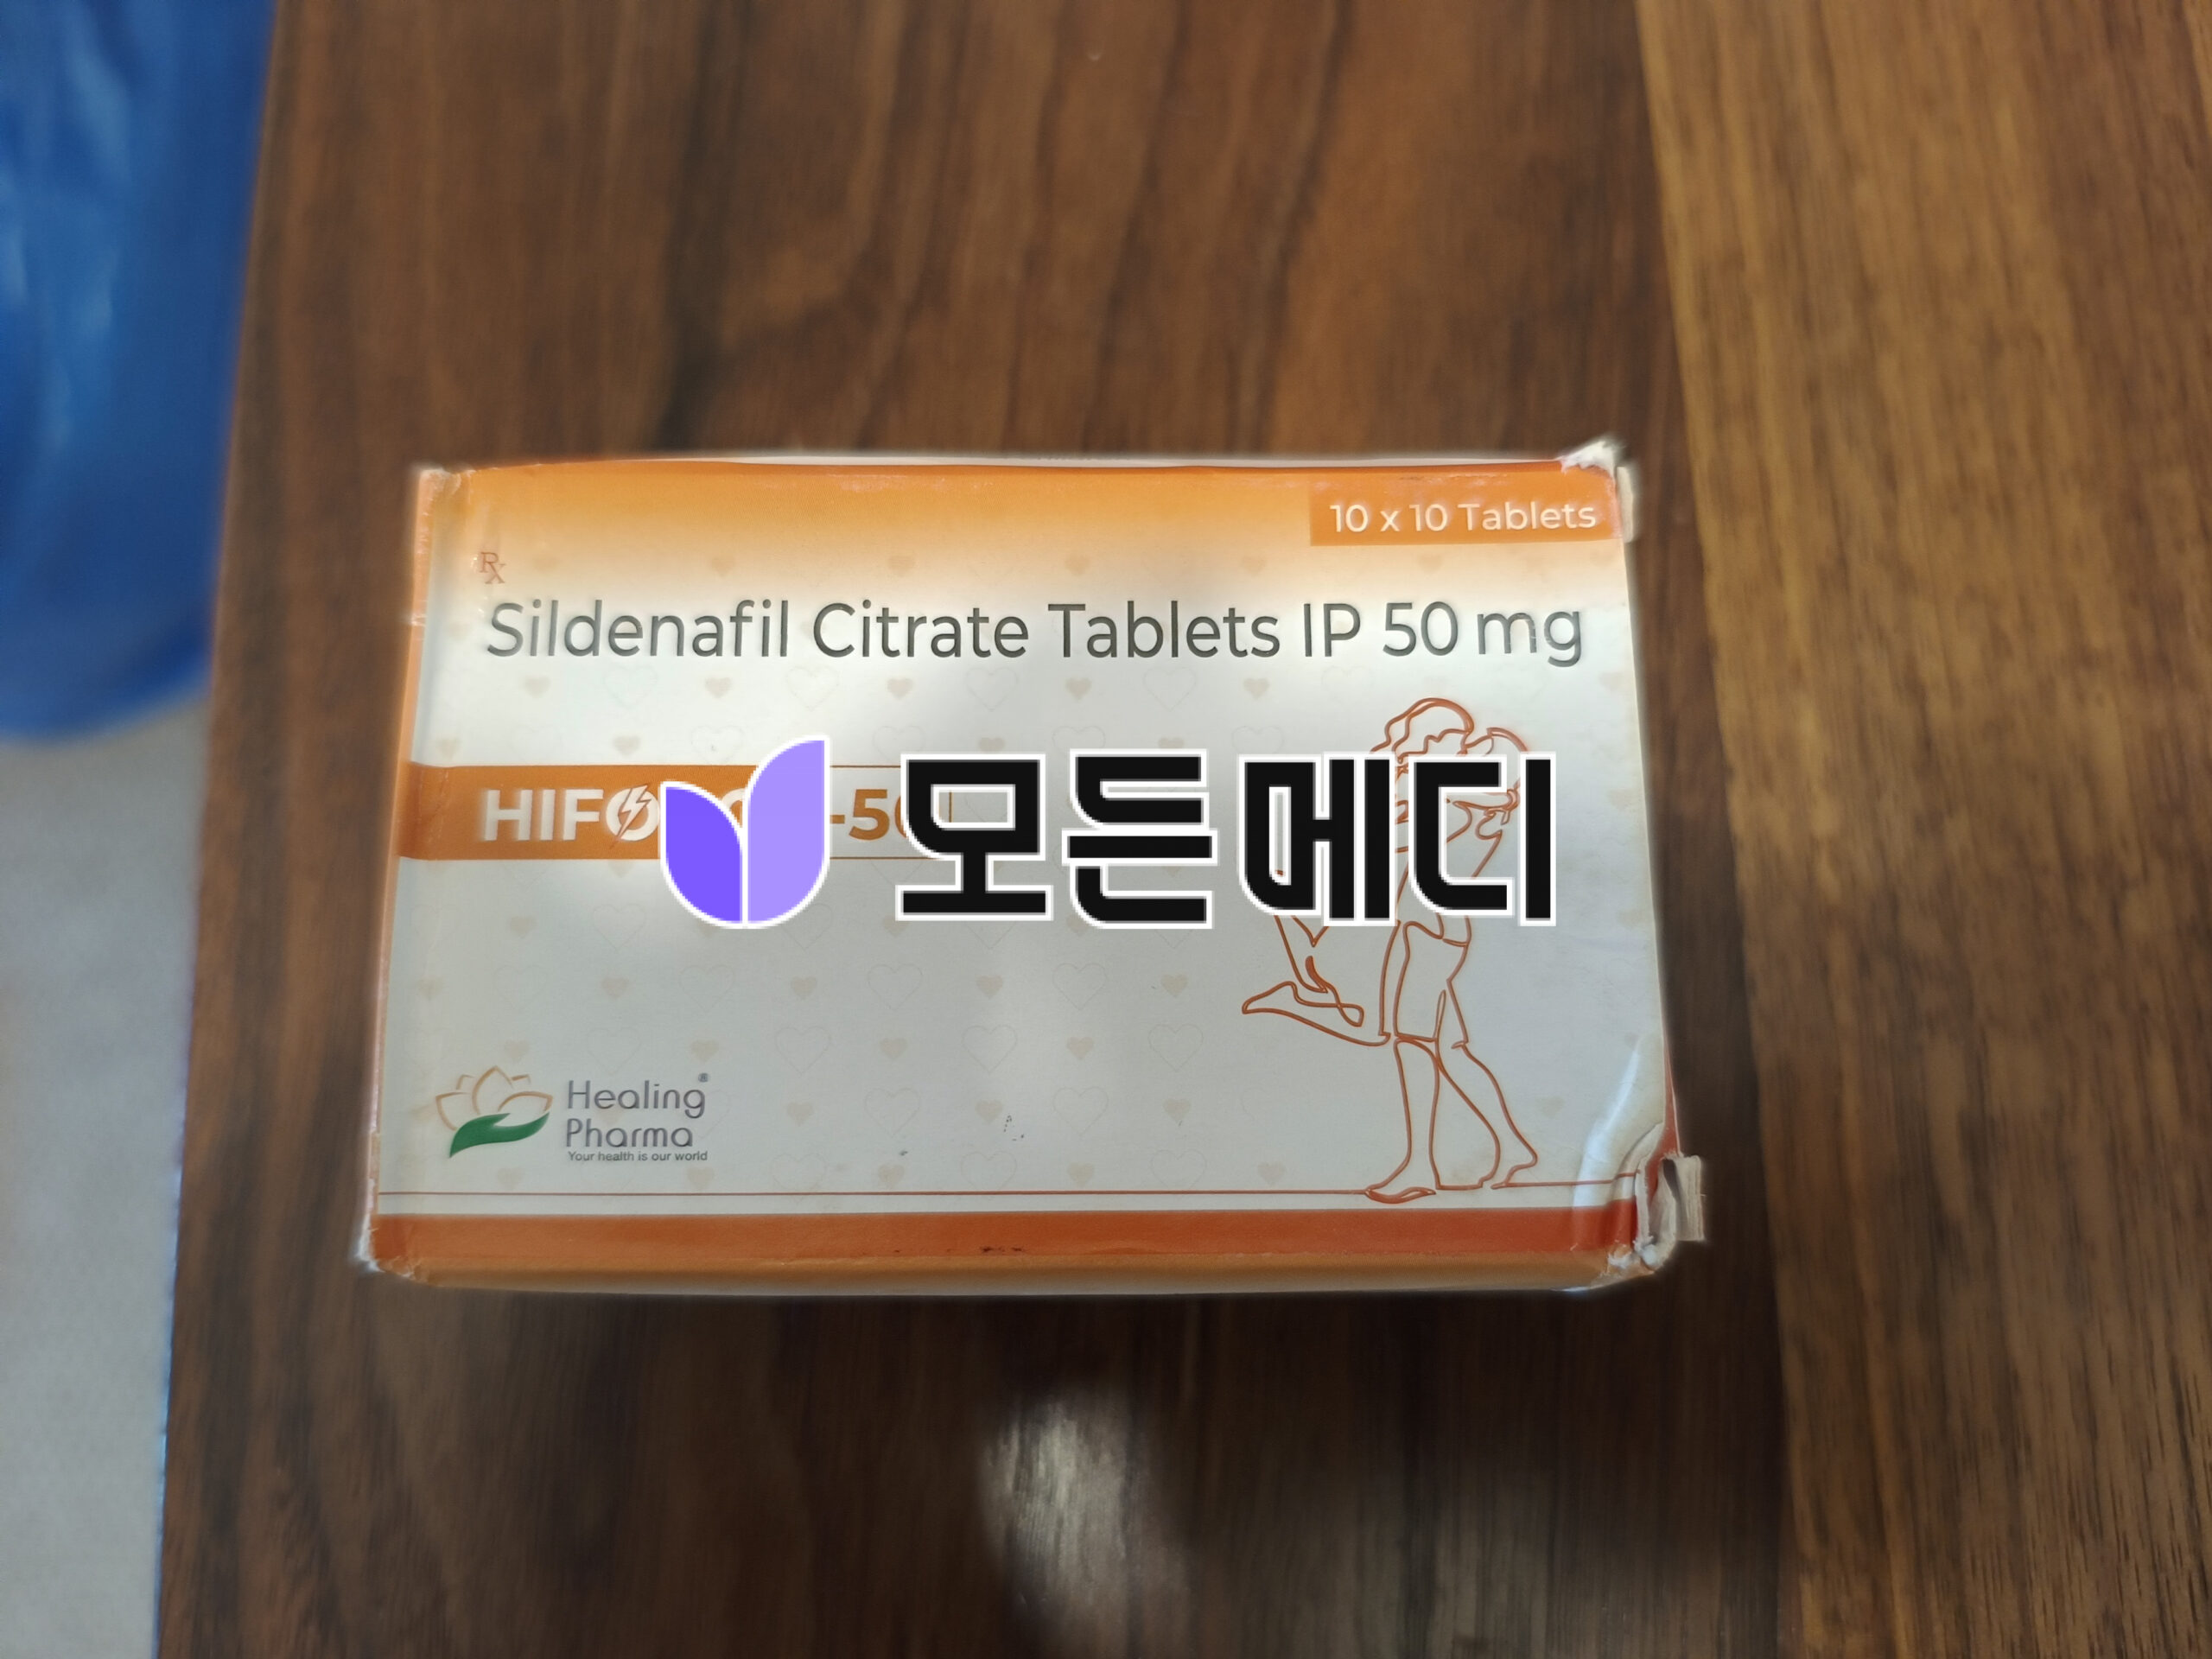 10 x 10 Tablets
Rx
Sildenafil Citrate Tablets IP 50 mg
모든메디
Healing®
Pharma
Your health is our world